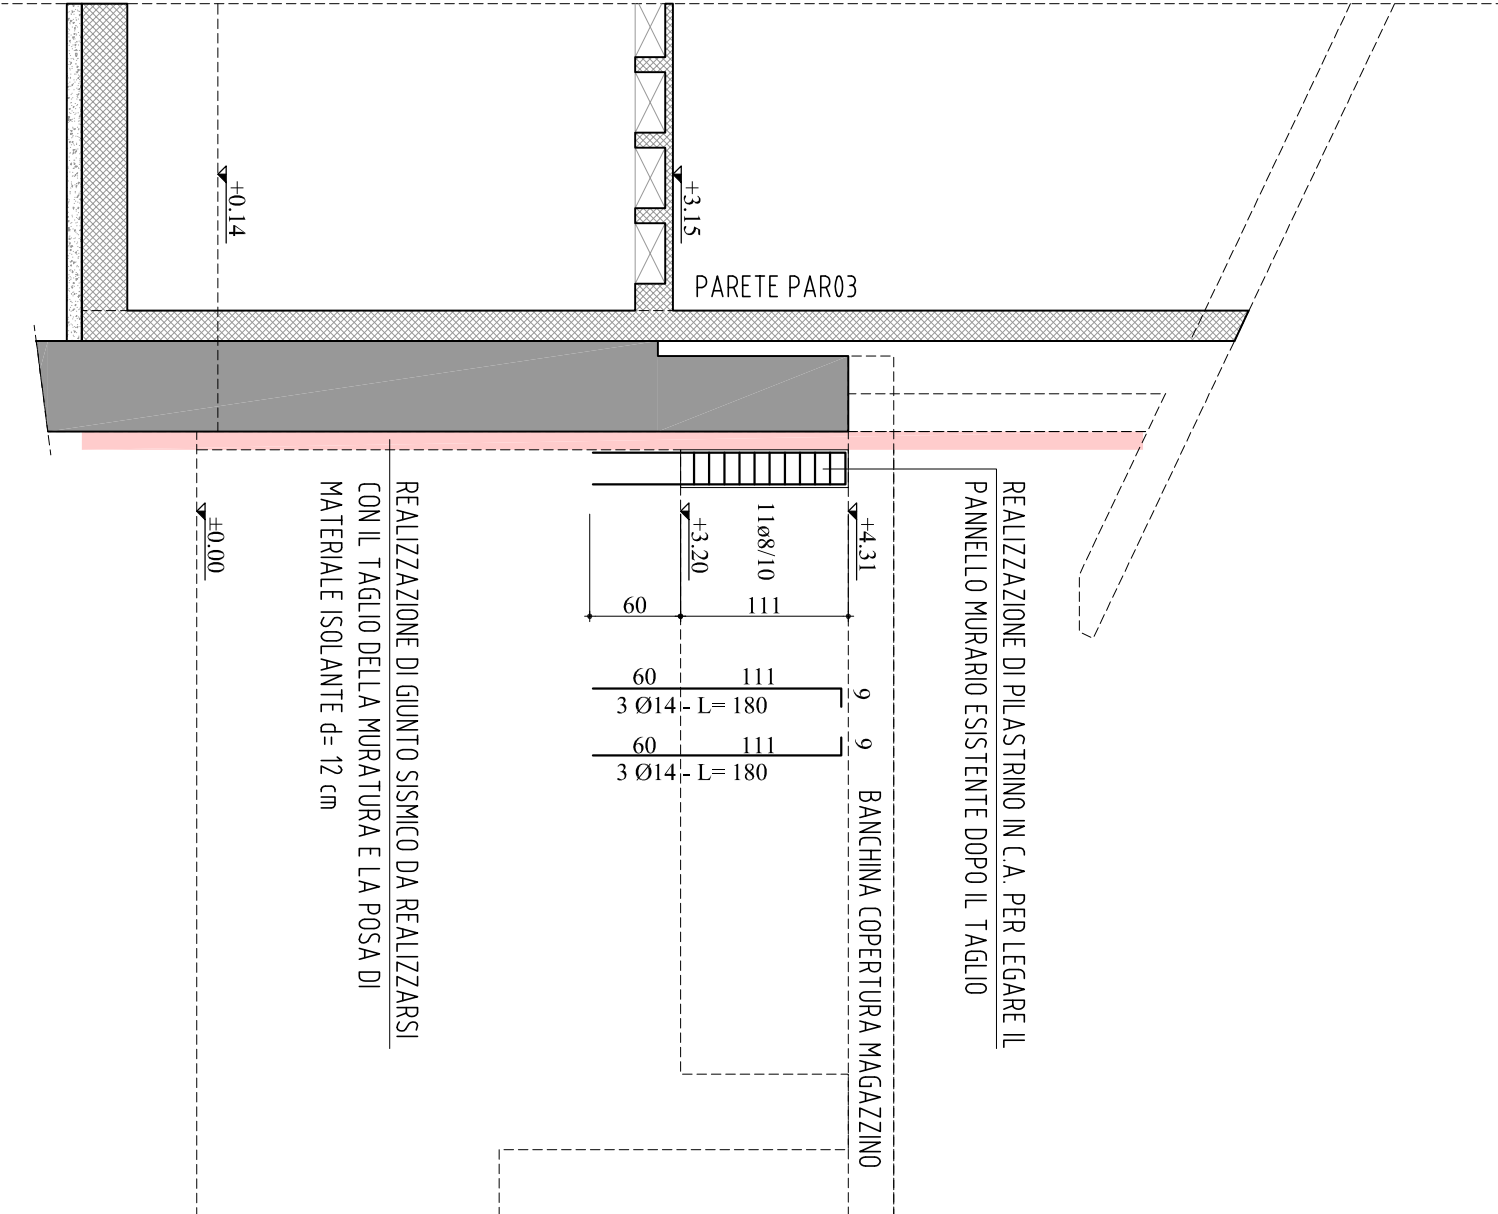 +0.14
+3.15
PARETE PAR03
REALIZZAZIONE DI PILASTRINO IN C.A. PER LEGARE IL
PANNELLO MURARIO ESISTENTE DOPO IL TAGLIO
+4.31
11ø8/10
+3.20
±0.00
REALIZZAZIONE DI GIUNTO SISMICO DA REALIZZARSI
CON IL TAGLIO DELLA MURATURA E LA POSA DI
MATERIALE ISOLANTE d= 12 cm
60 111
60 111 9
3 Ø14 - L= 180
60 111 9
3 Ø14 - L= 180
BANCHINA COPERTURA MAGAZZINO